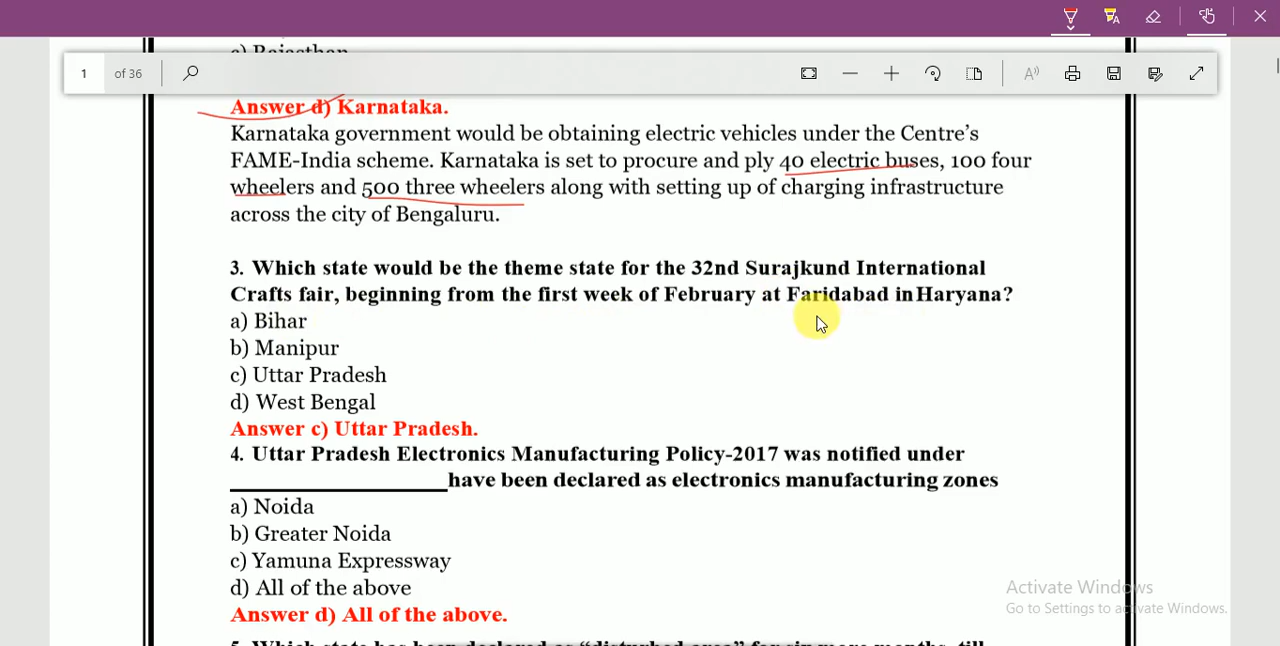 1 of 36
Answer d) Karnataka.
Karnataka government would be obtaining electric vehicles under the Centre's
FAME-India scheme. Karnataka is set to procure and ply 40 electric buses, 100 four
wheelers and 500 three wheelers along with setting up of charging infrastructure
across the city of Bengaluru.
3. Which state would be the theme state for the 32nd Surajkund International
Crafts fair, beginning from the first week of February at Faridabad in Haryana?
a) Bihar
b) Manipur
c) Uttar Pradesh
d) West Bengal
Answer c) Uttar Pradesh.
4. Uttar Pradesh Electronics Manufacturing Policy-2017 was notified under
____________________have been declared as electronics manufacturing zones
a) Noida
b) Greater Noida
c) Yamuna Expressway
d) All of the above
Answer d) All of the above.
Activate Windows
Go to Settings to activate Windows.